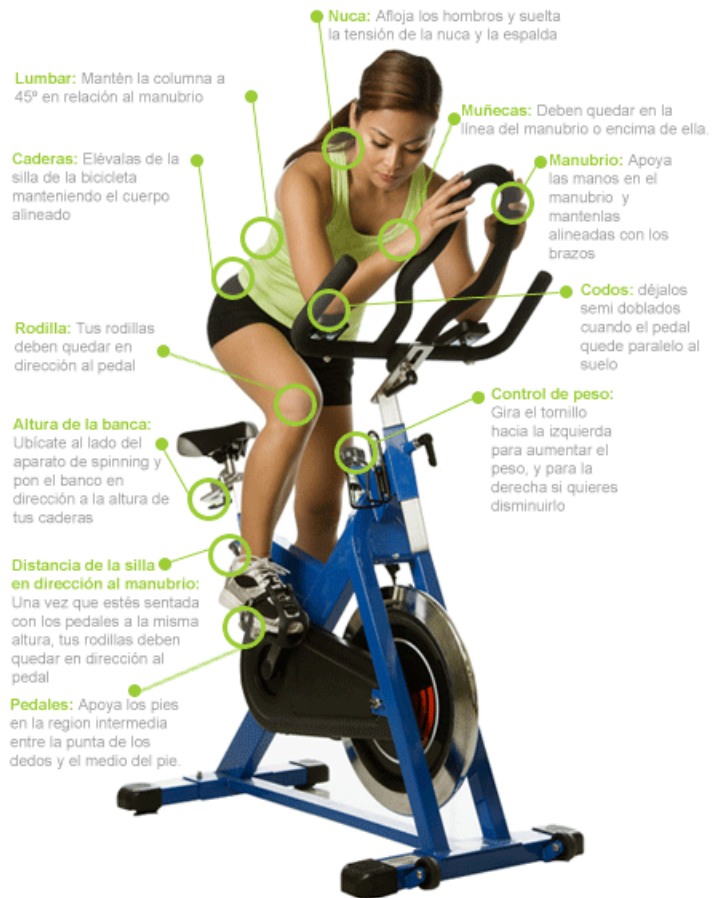 Nuca: Afloja los hombros y suelta
la tensión de la nuca y la espalda
Lumbar: Mantèn la columna a
45º en relación al manubrio
Muñecas: Deben quedar en la
línea del manubrio o encima de ella.
Caderas: Elévalas de la
silla de la bicicleta
manteniendo el cuerpo
alineado
Manubrio: Apoya
las manos en el
manubrio y
mantenlas
alineadas con los
brazos
Codos: déjalos
semi doblados
cuando el pedal
quede paralelo al
suelo
Rodilla: Tus rodillas
deben quedar en
dirección al pedal
Control de peso:
Gira el tornillo
hacia la izquierda
para aumentar el
peso, y para la
derecha si quieres
disminuirlo
Altura de la banca:
Ubícate al lado del
aparato de spinning y
pon el banco en
dirección a la altura de
tus caderas
Distancia de la silla
en dirección al manubrio:
Una vez que estés sentada
con los pedales a la misma
altura, tus rodillas deben
quedar en dirección al
pedal
Pedales: Apoya los pies
en la region intermedia
entre la punta de los
dedos y el medio del pie.